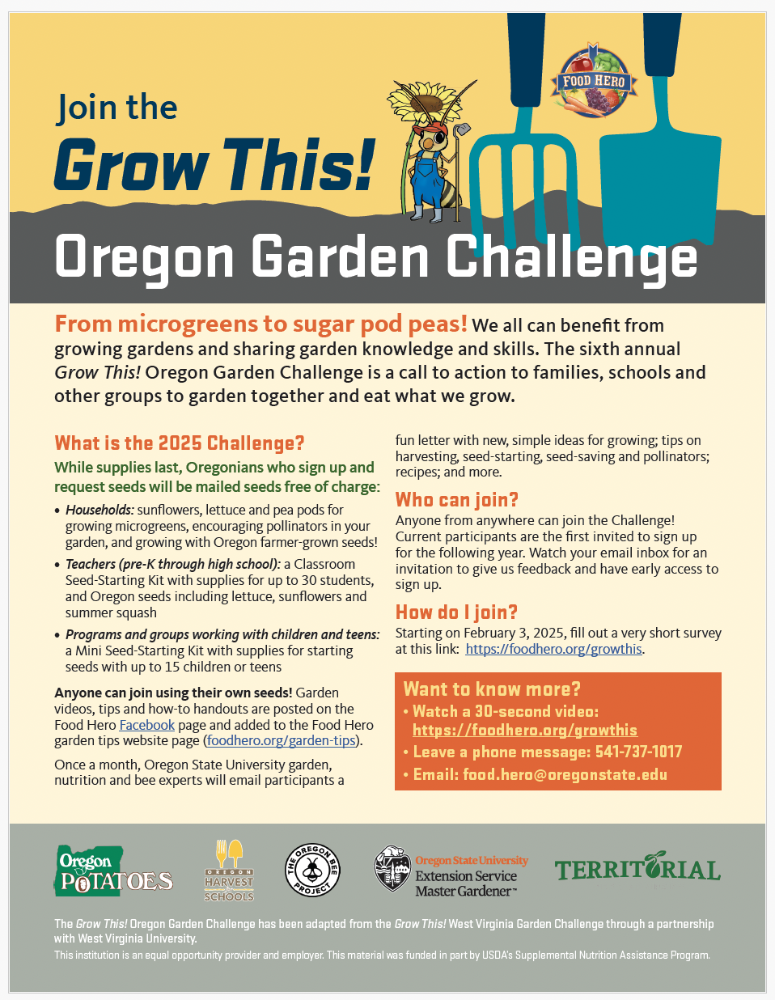 FOOD HERO
Join the
Grow This!
Oregon Garden Challenge
From microgreens to sugar pod peas! We all can benefit from
growing gardens and sharing garden knowledge and skills. The sixth annual
Grow This! Oregon Garden Challenge is a call to action to families, schools and
other groups to garden together and eat what we grow.
What is the 2025 Challenge?
While supplies last, Oregonians who sign up and
request seeds will be mailed seeds free of charge:
• Households: sunflowers, lettuce and pea pods for
growing microgreens, encouraging pollinators in your
garden, and growing with Oregon farmer-grown seeds!
• Teachers (pre-K through high school): a Classroom
Seed-Starting Kit with supplies for up to 30 students,
and Oregon seeds including lettuce, sunflowers and
summer squash
• Programs and groups working with children and teens:
a Mini Seed-Starting Kit with supplies for starting
seeds with up to 15 children or teens
Anyone can join using their own seeds! Garden
videos, tips and how-to handouts are posted on the
Food Hero Facebook page and added to the Food Hero
garden tips website page (foodhero.org/garden-tips).
Once a month, Oregon State University garden,
nutrition and bee experts will email participants a
fun letter with new, simple ideas for growing; tips on
harvesting, seed-starting, seed-saving and pollinators;
recipes; and more.
Who can join?
Anyone from anywhere can join the Challenge!
Current participants are the first invited to sign up
for the following year. Watch your email inbox for an
invitation to give us feedback and have early access to
sign up.
How do I join?
Starting on February 3, 2025, fill out a very short survey
at this link: https://foodhero.org/growthis.
Want to know more?
• Watch a 30-second video:
https://foodhero.org/growthis
• Leave a phone message: 541-737-1017
• Email: food.hero@oregonstate.edu
Oregon
POTATOES
OREGON
HARVEST
for
SCHOOLS
THE OREGON BEE
PROJECT
Oregon State University
Extension Service
Master Gardener™
TERRITORIAL
The Grow This! Oregon Garden Challenge has been adapted from the Grow This! West Virginia Garden Challenge through a partnership
with West Virginia University.
This institution is an equal opportunity provider and employer. This material was funded in part by USDA's Supplemental Nutrition Assistance Program.